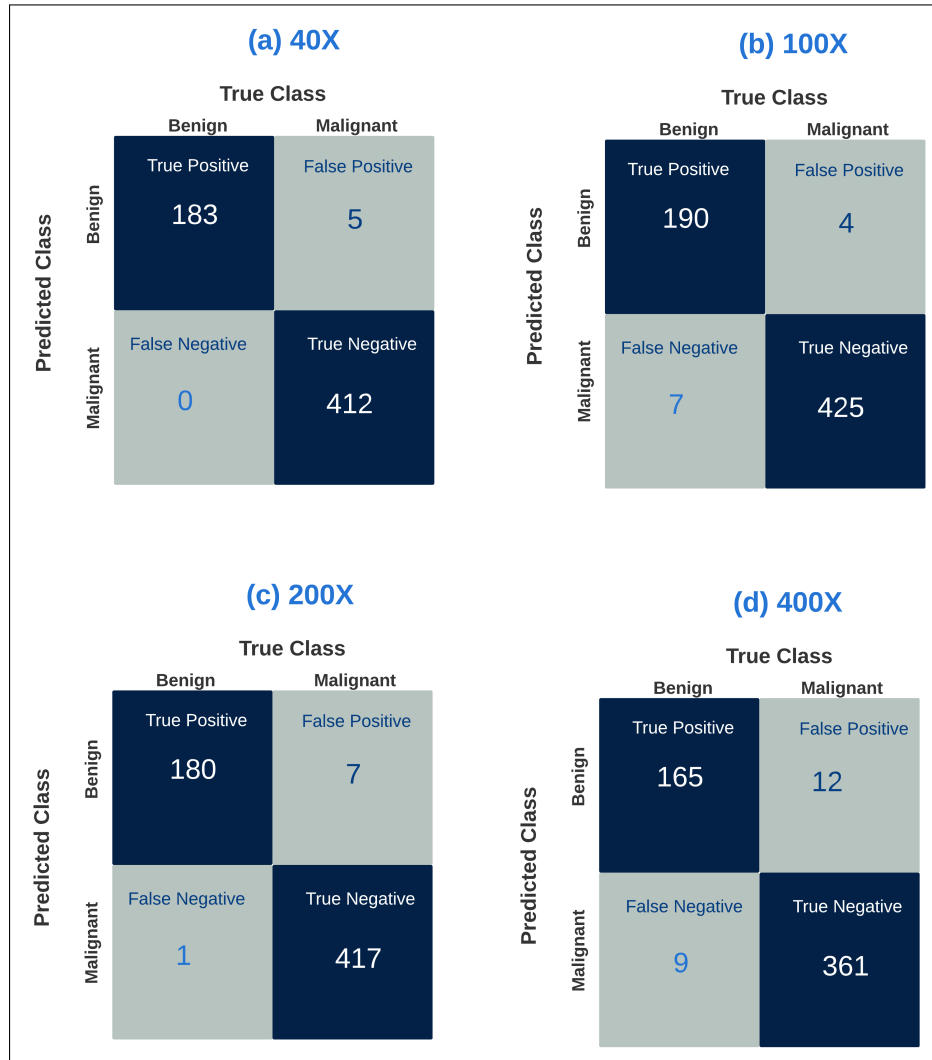 (a) 40X
True Class
Benign Malignant
Predicted Class
Benign
True Positive False Positive
183 5
Malignant
False Negative True Negative
0 412
(b) 100X
True Class
Benign Malignant
Predicted Class
Benign
True Positive False Positive
190 4
Malignant
False Negative True Negative
7 425
(c) 200X
True Class
Benign Malignant
Predicted Class
Benign
True Positive False Positive
180 7
Malignant
False Negative True Negative
1 417
(d) 400X
True Class
Benign Malignant
Predicted Class
Benign
True Positive False Positive
165 12
Malignant
False Negative True Negative
9 361